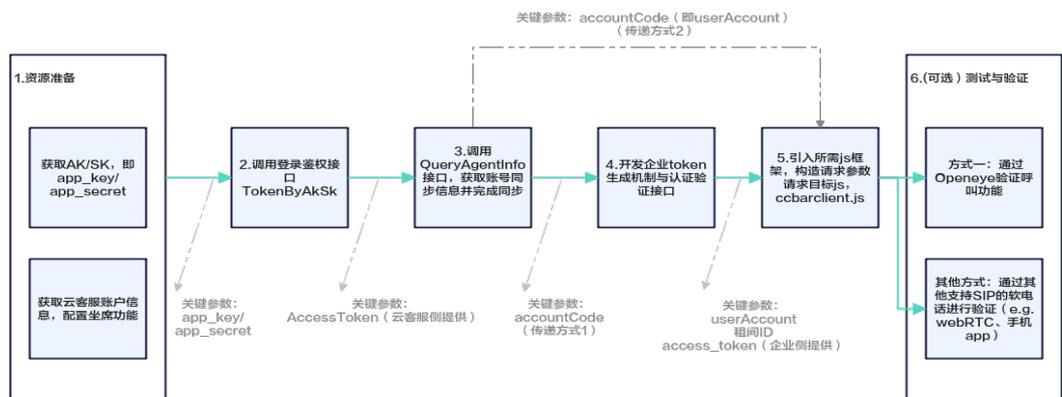 关键参数：accountCode（即userAccount）
（传递方式2）
1.资源准备
获取AK/SK，即
app_key/
app_secret
获取云客服账户信
息，配置坐席功能
2.调用登录鉴权接
口
TokenByAkSk
3.调用
QueryAgentInfo
接口，获取账号同
步信息并完成同步
4.开发企业token
生成机制与认证验
证接口
5.引入所需js框
架，构造请求参数
请求目标js，
ccbarclient.js
6.(可选）测试与验证
方式一：通过
Openeye验证呼
叫功能
其他方式：通过其
他支持SIP的软电
话进行验证（e.g.
webRTC、手机
app）
关键参数：
app_key/
app_secret
关键参数：
AccessToken（云客服侧提供）
关键参数：
accountCode
（传递方式1）
关键参数：
userAccount
租间ID
access_token（企业侧提供）